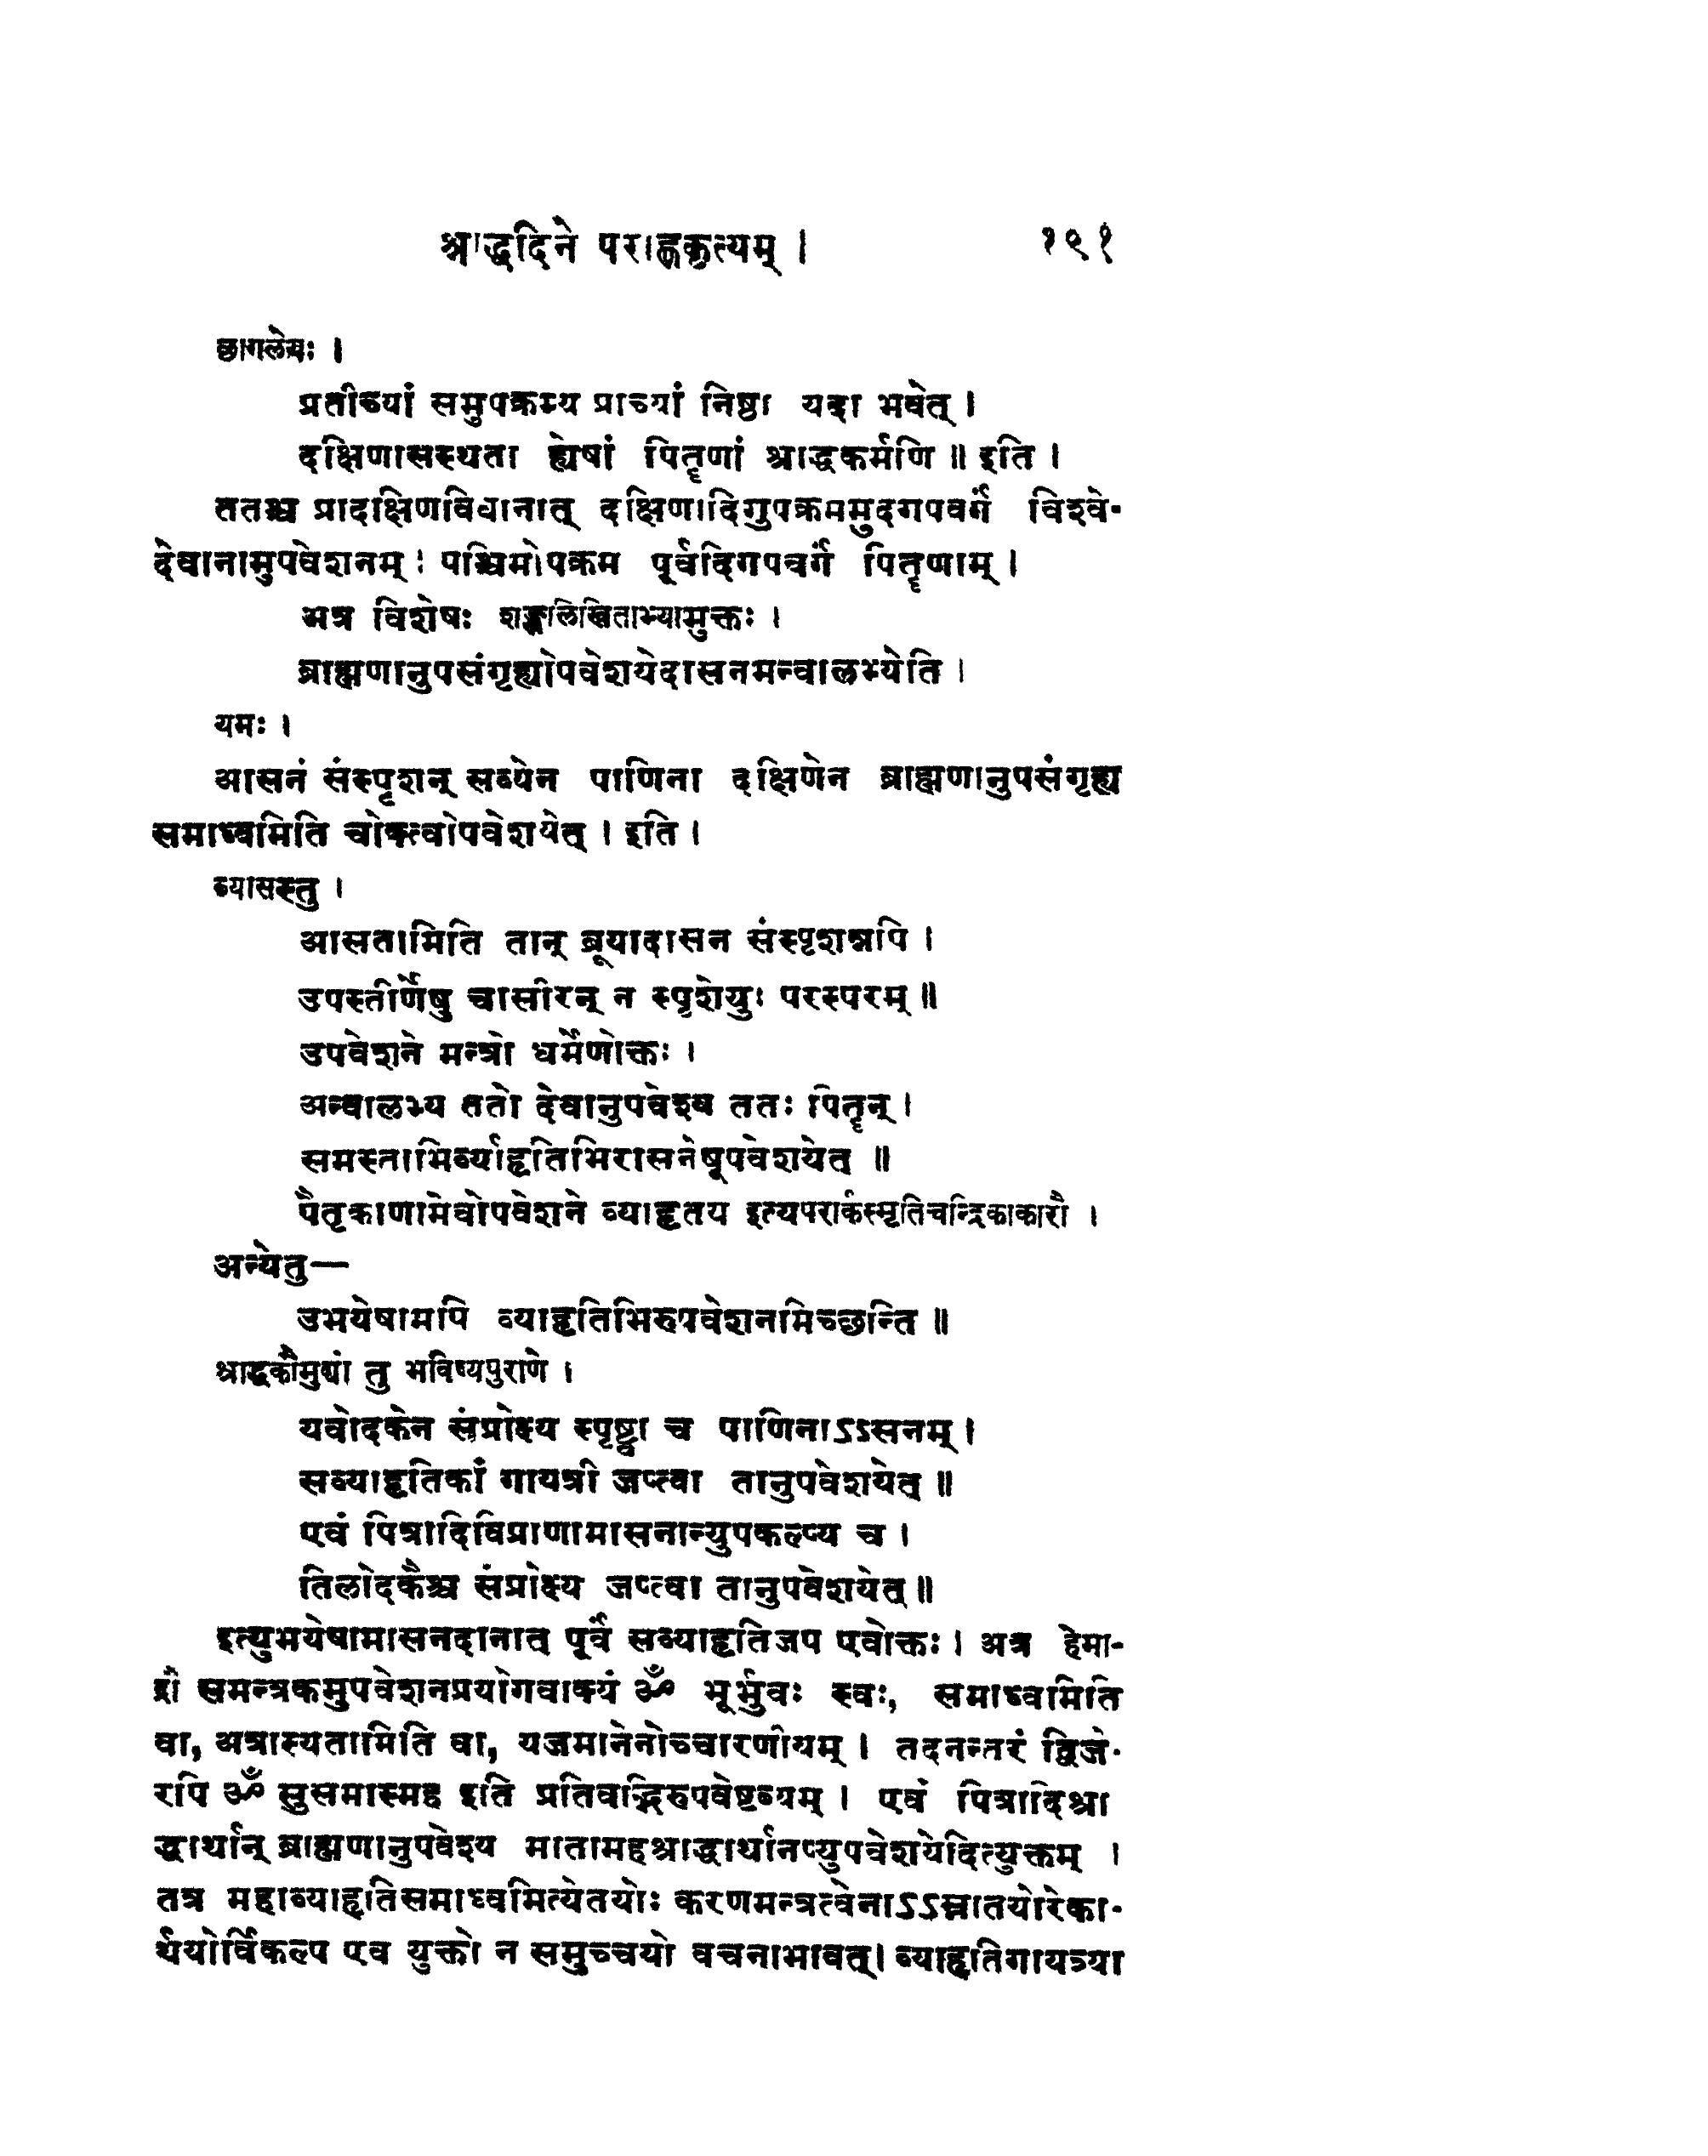 श्राद्धदिने पराह्णकृत्यम् । १९१
छागलेयः ।
प्रतीच्यां समुपक्रम्य प्राच्यां निष्ठा यदा भवेत् ।
दक्षिणासस्थता ह्येषां पितॄणां श्राद्धकर्मणि ॥ इति ।
ततश्च प्रादक्षिणविधानात् दक्षिणादिगुपक्रममुदगपवर्गं विश्वे-
देवानामुपवेशनम् । पश्चिमोपक्रम पूर्वदिगपवर्गं पितॄणाम् ।
अत्र विशेषः शङ्खलिखिताभ्यामुक्तः ।
ब्राह्मणानुपसंगृह्योपवेशयेदासनमन्वालभ्येति ।
यमः ।
आसनं संस्पृशन् सव्येन पाणिना दक्षिणेन ब्राह्मणानुपसंगृह्य
समाध्वमिति चोक्त्वोपवेशयेत् । इति ।
व्यासस्तु ।
आसतामिति तान् ब्रूयादासन संस्पृशन्नपि ।
उपस्तीर्णेषु चासीरन् न स्पृशेयुः परस्परम् ॥
उपवेशने मन्त्रो धर्मेणोक्तः ।
अन्वालभ्य ततो देवानुपवेश्य ततः पितॄन् ।
समस्ताभिर्व्याहृतिभिरासनेषूपवेशयेत् ॥
पैतृकाणामेवोपवेशने व्याहृतय इत्यपरार्कस्मृतिचन्द्रिकाकारौ ।
अन्येतु—
उभयेषामपि व्याहृतिभिरुपवेशनमिच्छन्ति ॥
श्राद्धकौमुद्यां तु भविष्यपुराणे ।
यवोदकेन संप्रोक्ष्य स्पृष्ट्वा च पाणिनाऽऽसनम् ।
सव्याहृतिकां गायत्री जप्त्वा तानुपवेशयेत् ॥
एवं पित्रादिविप्राणामासनान्युपकल्प्य च ।
तिलोदकैश्च संप्रोक्ष्य जप्त्वा तानुपवेशयेत् ॥
इत्युभयेषामासनदानात् पूर्वं सव्याहृतिजप एवोक्तः । अत्र हेमा-
द्रौ समन्त्रकमुपवेशनप्रयोगवाक्यं ॐ भूर्भुवः स्वः, समाध्वमिति
वा, अत्रास्यतामिति वा, यजमानेनोच्चारणीयम् । तदनन्तरं द्विजे-
रपि ॐ सुसमास्मह इति प्रतिवद्भिरुपवेष्टव्यम् । एवं पित्रादिश्रा
द्धार्थान् ब्राह्मणानुपवेश्य मातामहश्राद्धार्थानप्युपवेशयेदित्युक्तम् ।
तत्र महाव्याहृतिसमाध्वमित्येतयोः करणमन्त्रत्वेनाऽऽम्नातयोरेका-
र्थयोर्विकल्प एव युक्तो न समुच्चयो वचनाभावत्। व्याहृतिगायत्र्या